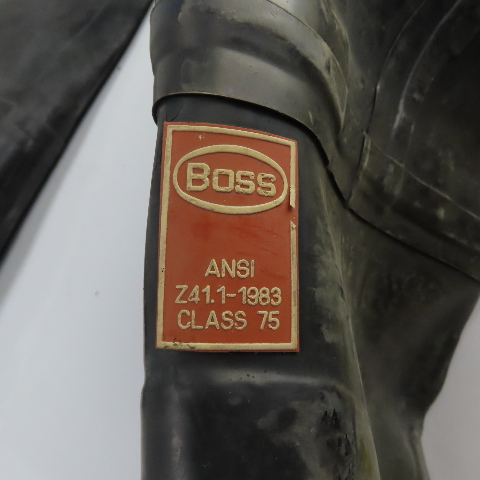 BOSS
ANSI
Z41.1-1983
CLASS 75